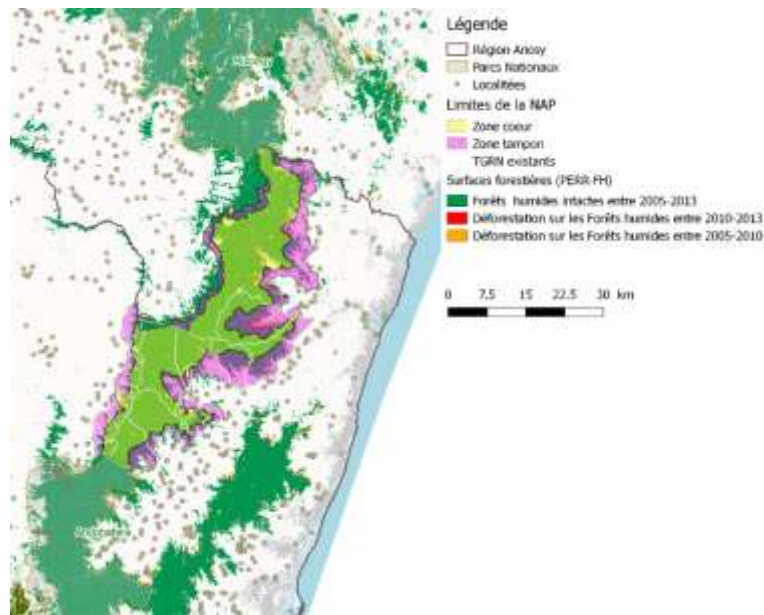 Légende
Région Anosy
Parcs Nationaux
Localitées
Limites de la NAP
Zone coeur
Zone tampon
TGRN existants
Surfaces forestières (PERR-FH)
Forêts humides intactes entre 2005-2013
Déforestation sur les Forêts humides entre 2010-2013
Déforestation sur les Forêts humides entre 2005-2010
0 7,5 15 22,5 30 km